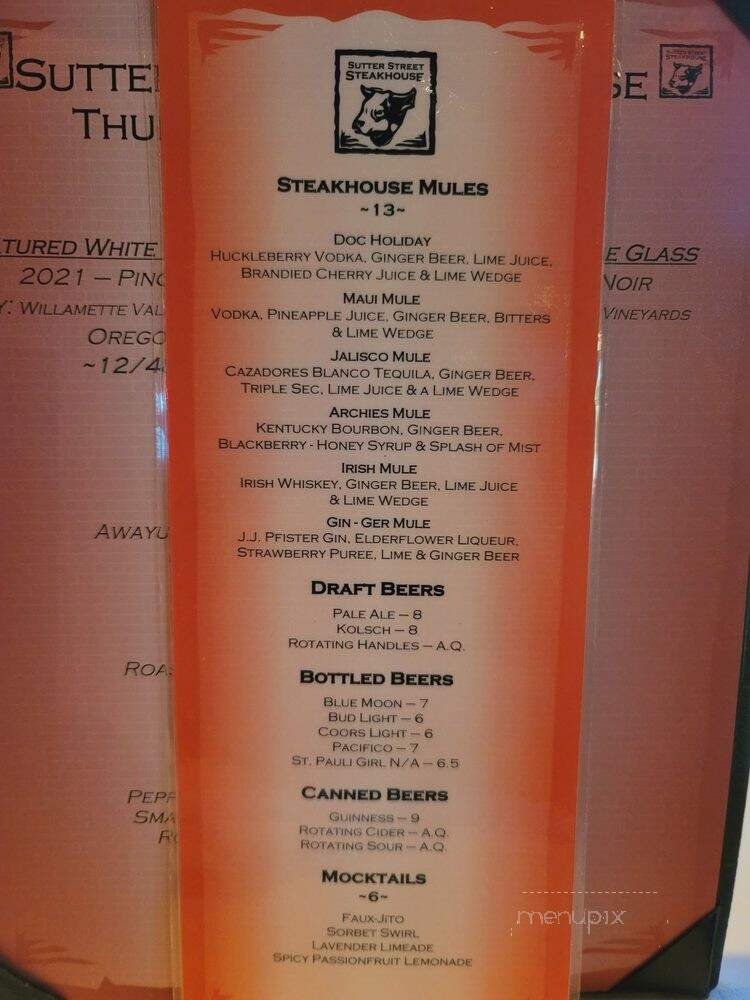 SUTTER STREET
STEAKHOUSE
STEAKHOUSE MULES
~13~
DOC HOLIDAY
HUCKLEBERRY VODKA, GINGER BEER, LIME JUICE,
BRANDIED CHERRY JUICE & LIME WEDGE
MAUI MULE
VODKA, PINEAPPLE JUICE, GINGER BEER, BITTERS
& LIME WEDGE
JALISCO MULE
CAZADORES BLANCO TEQUILA, GINGER BEER,
TRIPLE SEC, LIME JUICE & A LIME WEDGE
ARCHIES MULE
KENTUCKY BOURBON, GINGER BEER,
BLACKBERRY - HONEY SYRUP & SPLASH OF MIST
IRISH MULE
IRISH WHISKEY, GINGER BEER, LIME JUICE
& LIME WEDGE
GIN - GER MULE
J.J. PFISTER GIN, ELDERFLOWER LIQUEUR,
STRAWBERRY PUREE, LIME & GINGER BEER
DRAFT BEERS
PALE ALE – 8
KOLSCH – 8
ROTATING HANDLES – A.Q.
BOTTLED BEERS
BLUE MOON – 7
BUD LIGHT – 6
COORS LIGHT – 6
PACIFICO – 7
ST. PAULI GIRL N/A – 6.5
CANNED BEERS
GUINNESS – 9
ROTATING CIDER – A.Q.
ROTATING SOUR – A.Q.
MOCKTAILS
~6~
FAUX-JITO
SORBET SWIRL
LAVENDER LIMEADE
SPICY PASSIONFRUIT LEMONADE
SUTTE
THU
TURED WHITE
2021 – PINO
Y: WILLAMETTE VAL
OREGO
~12/4
AWAYU
ROA
PEPP
SMA
RO
SE
E GLASS
NOIR
VINEYARDS
menupix